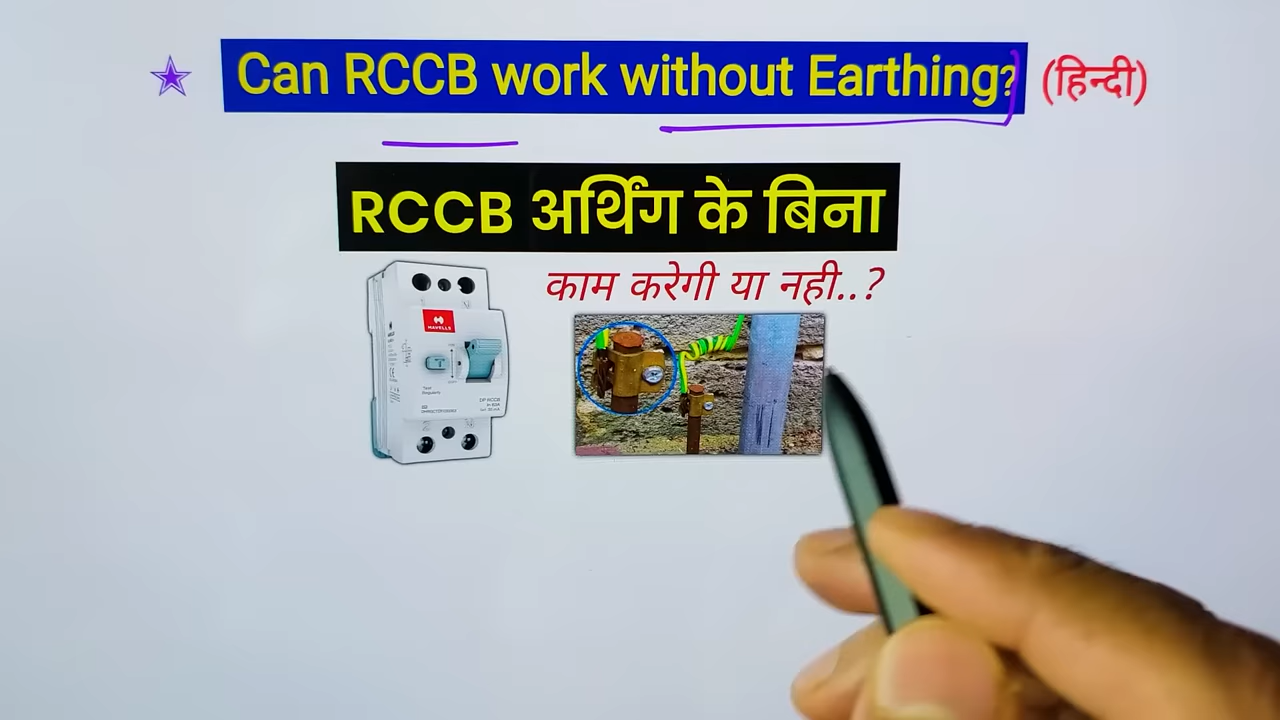 Can RCCB work without Earthing? (हिन्दी)
RCCB अर्थिंग के बिना
काम करेगी या नही..?
HAVELLS